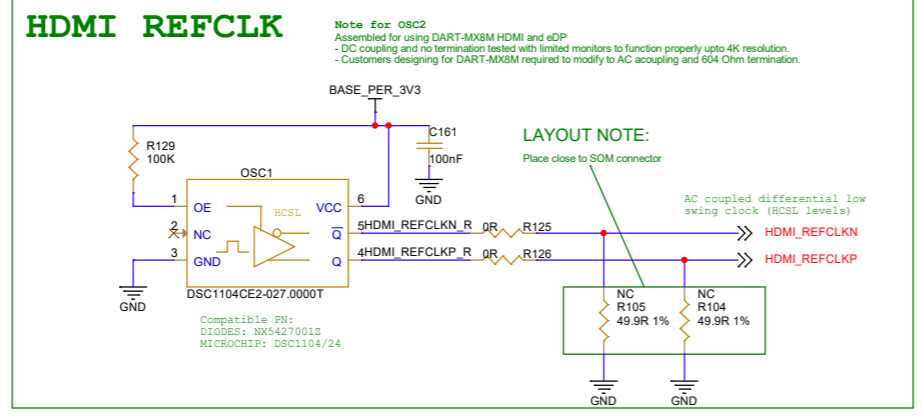 HDMI REFCLK
Note for OSC2
Assembled for using DART-MX8M HDMI and eDP
- DC coupling and no termination tested with limited monitors to function properly upto 4K resolution.
- Customers designing for DART-MX8M required to modify to AC acoupling and 604 Ohm termination.
BASE_PER_3V3
R129
100K
C161
100nF
GND
LAYOUT NOTE:
Place close to SOM connector
OSC1
1
OE
HCSL
VCC
6
2
NC
Q
5
HDMI_REFCLKN_R
0R
R125
3
GND
Q
4
HDMI_REFCLKP_R
0R
R126
AC coupled differential low
swing clock (HCSL levels)
HDMI_REFCLKN
HDMI_REFCLKP
DSC1104CE2-027.0000T
GND
Compatible PN:
DIODES: NX5427001Z
MICROCHIP: DSC1104/24
NC
R105
49.9R 1%
NC
R104
49.9R 1%
GND
GND